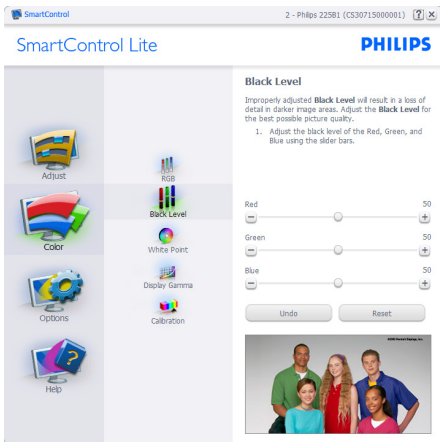 SmartControl
2 - Philips 225B1 (CS30715000001)
? X
SmartControl Lite
PHILIPS
Adjust
Color
Options
Help
RGB
Black Level
White Point
Display Gamma
Calibration
Black Level
Improperly adjusted Black Level will result in a loss of
detail in darker image areas. Adjust the Black Level for
the best possible picture quality.
1. Adjust the black level of the Red, Green, and
Blue using the slider bars.
Red 50
Green 50
Blue 50
Undo Reset